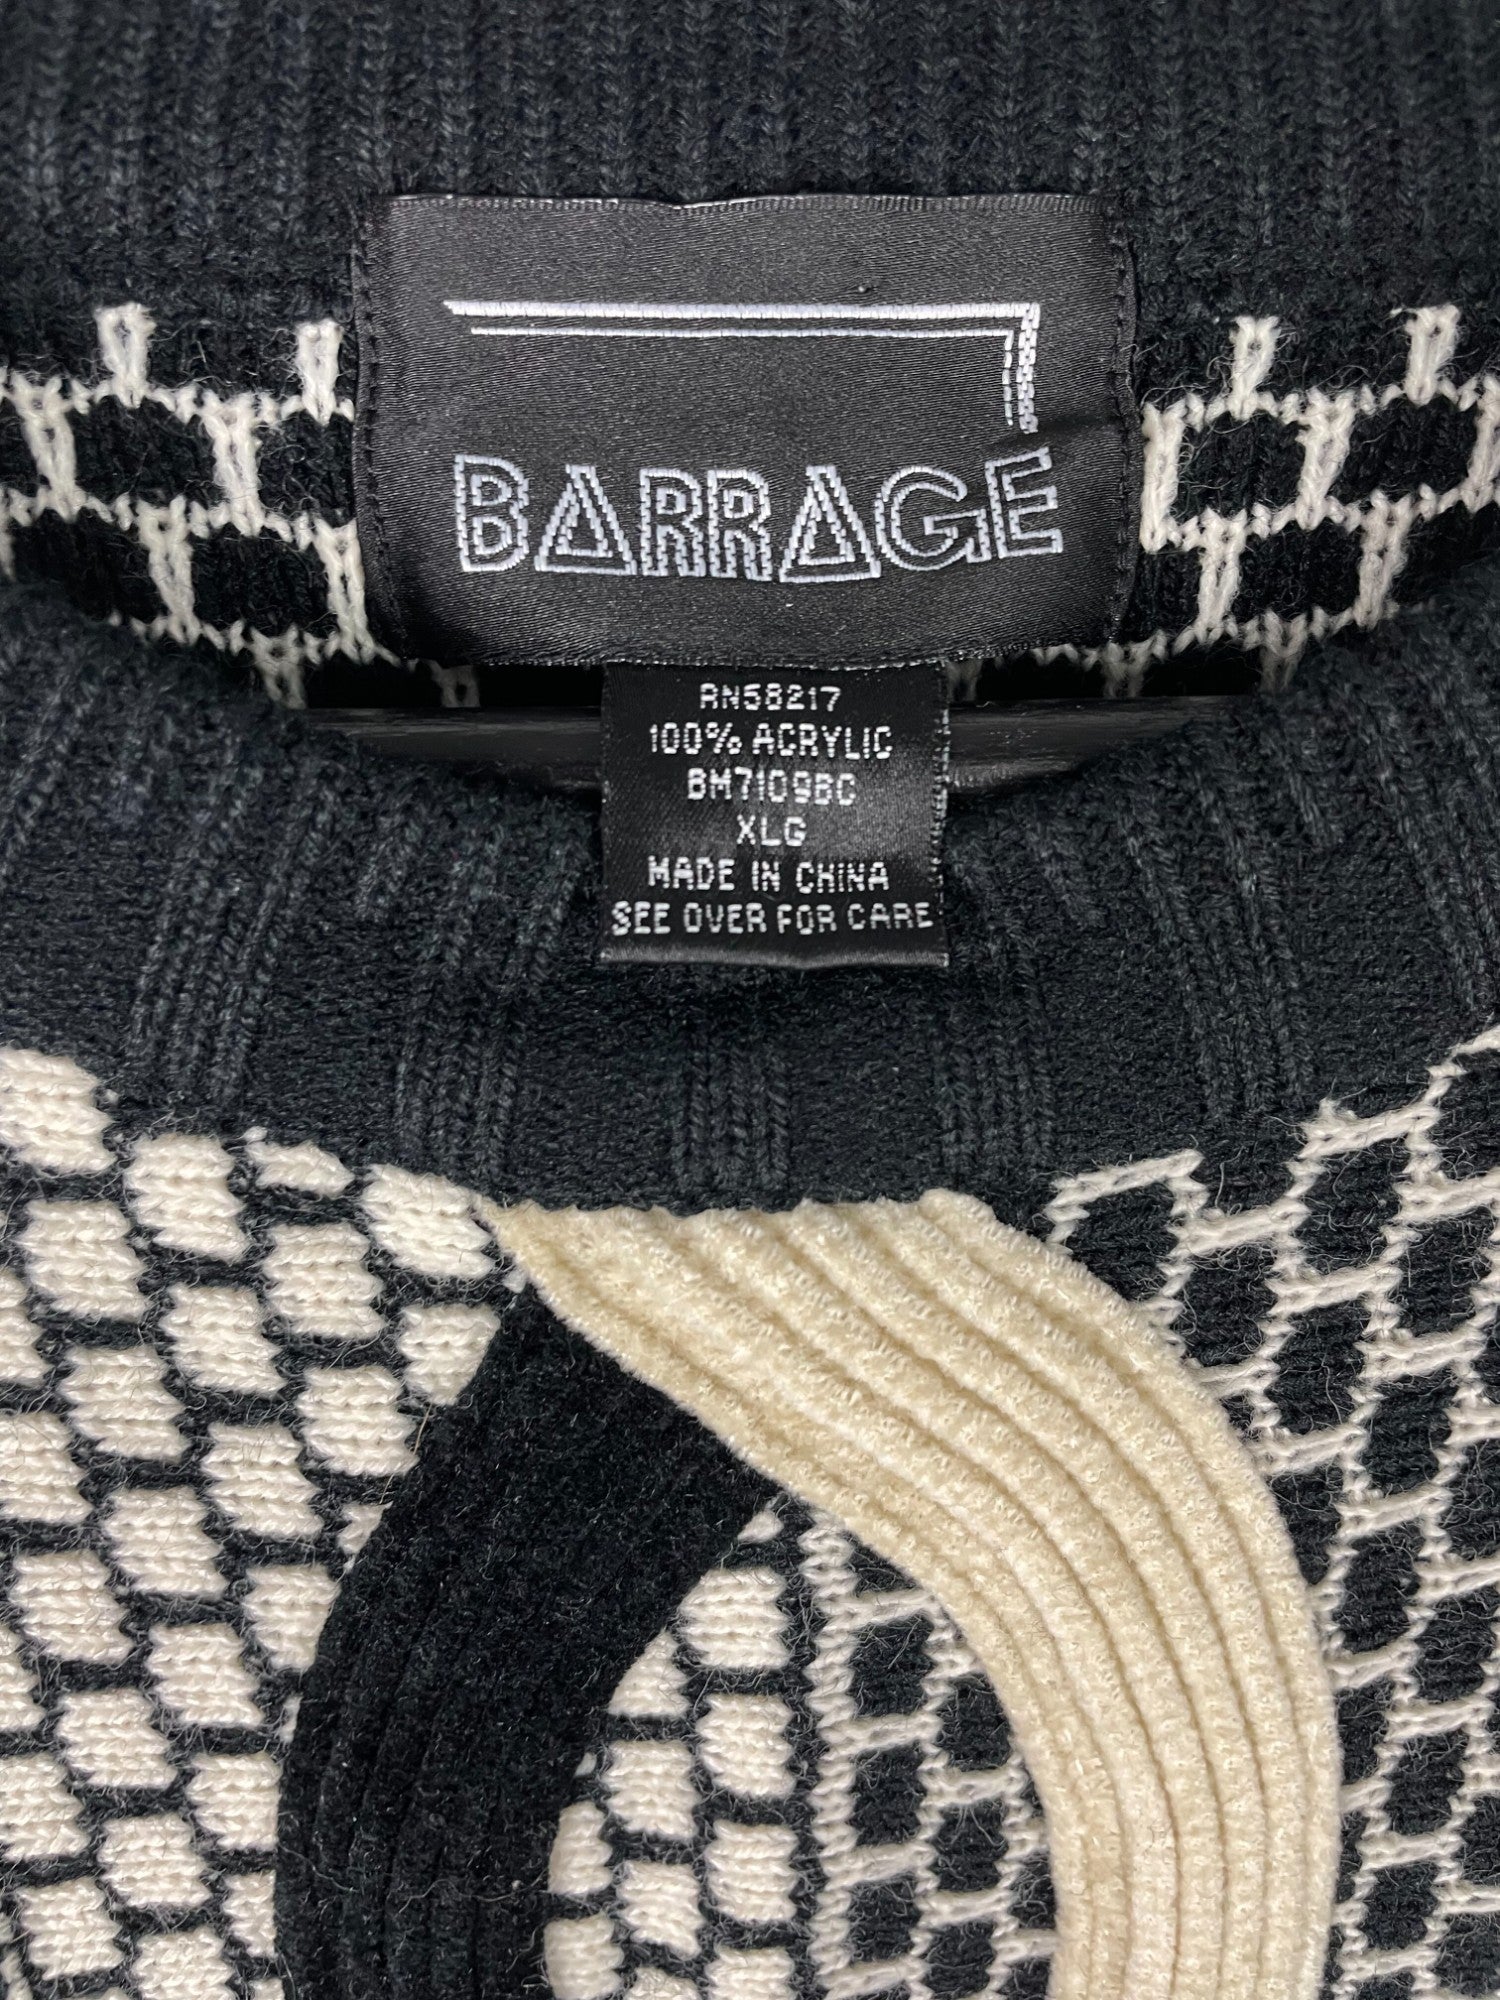 BARRAGE
RN58217
100% ACRYLIC
BM7109BC
XLG
MADE IN CHINA
SEE OVER FOR CARE